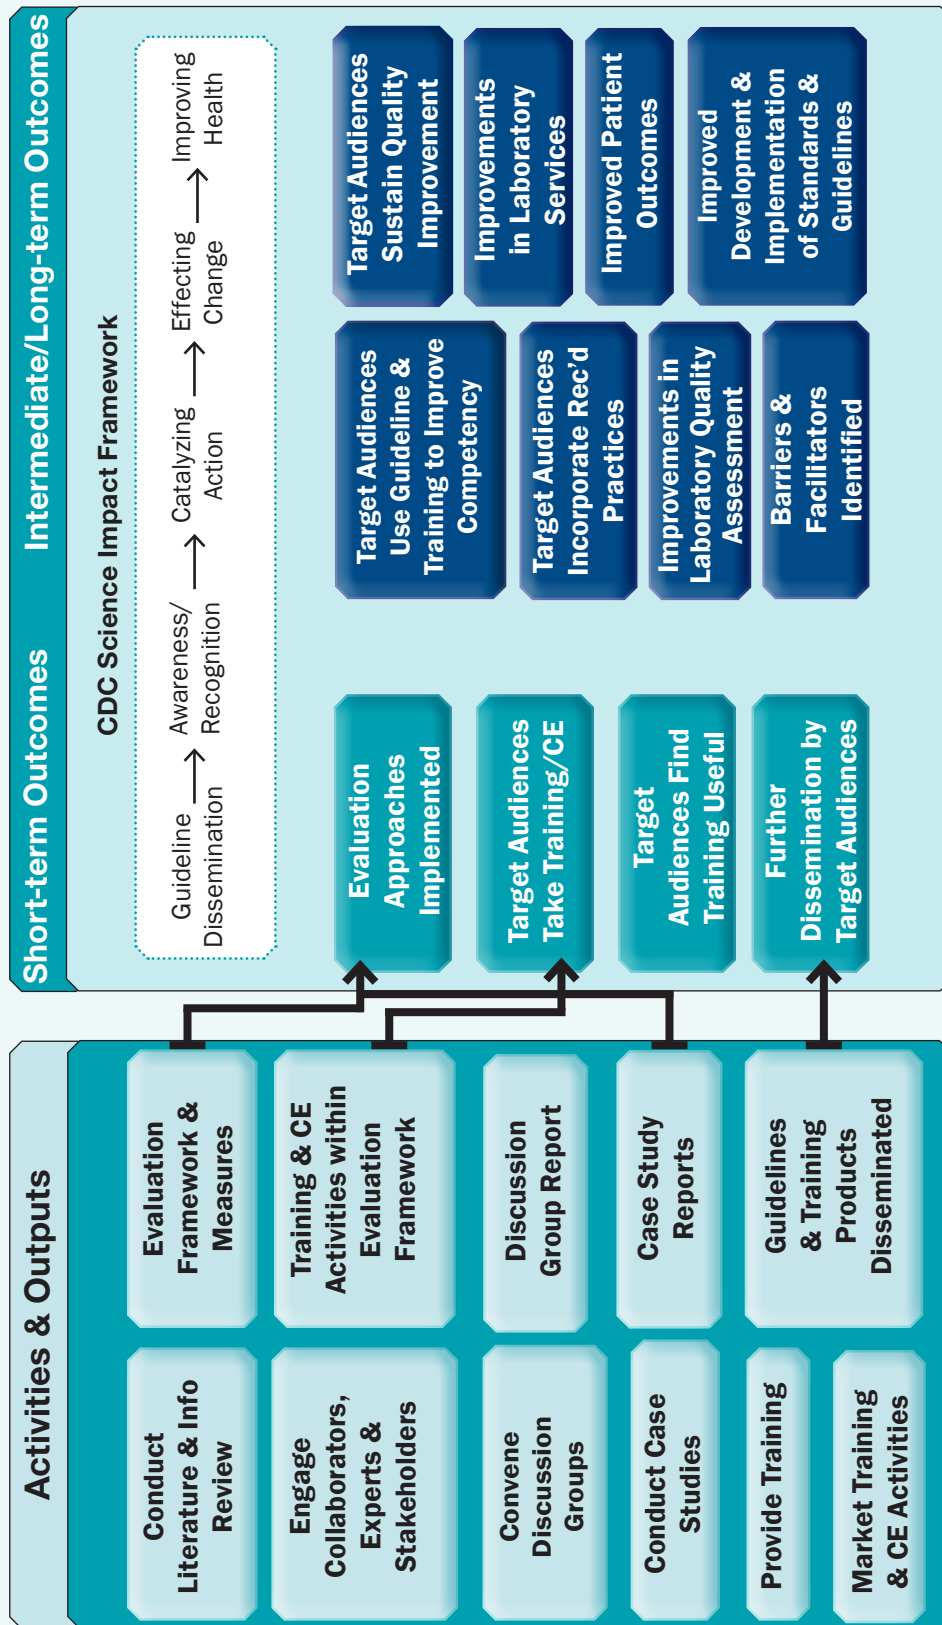 Activities & Outputs
Conduct
Literature & Info
Review
Engage
Collaborators,
Experts &
Stakeholders
Convene
Discussion
Groups
Conduct Case
Studies
Provide Training
Market Training
& CE Activities
Evaluation
Framework &
Measures
Training & CE
Activities within
Evaluation
Framework
Discussion
Group Report
Case Study
Reports
Guidelines
& Training
Products
Disseminated
Short-term Outcomes
Intermediate/Long-term Outcomes
CDC Science Impact Framework
Guideline
Dissemination
Awareness/
Recognition
Catalyzing
Action
Effecting
Change
Improving
Health
Evaluation
Approaches
Implemented
Target Audiences
Take Training/CE
Target
Audiences Find
Training Useful
Further
Dissemination by
Target Audiences
Target Audiences
Use Guideline &
Training to Improve
Competency
Target Audiences
Incorporate Rec'd
Practices
Improvements in
Laboratory Quality
Assessment
Barriers &
Facilitators
Identified
Target Audiences
Sustain Quality
Improvement
Improvements
in Laboratory
Services
Improved Patient
Outcomes
Improved
Development &
Implementation
of Standards &
Guidelines